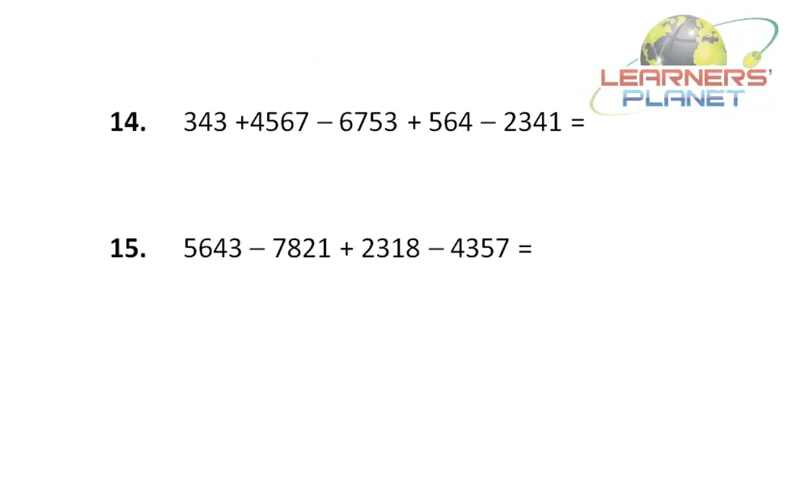 LEARNERS'
PLANET
14. 343 +4567 – 6753 + 564 – 2341 =
15. 5643 – 7821 + 2318 – 4357 =